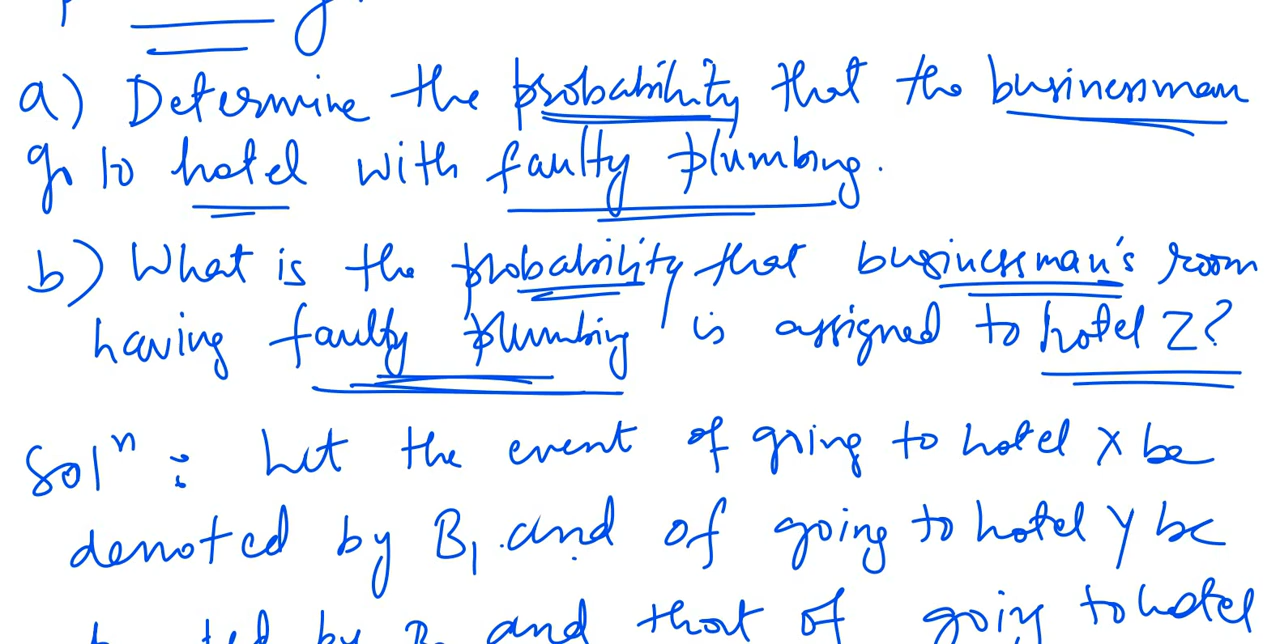 a) Determine the probability that the businessman
go to hotel with faulty plumbing.
b) What is the probability that businessman's room
having faulty plumbing is assigned to hotel Z?
Solⁿ : Let the event of going to hotel X be
denoted by B₁ and of going to hotel Y be
by and that of going to hotel